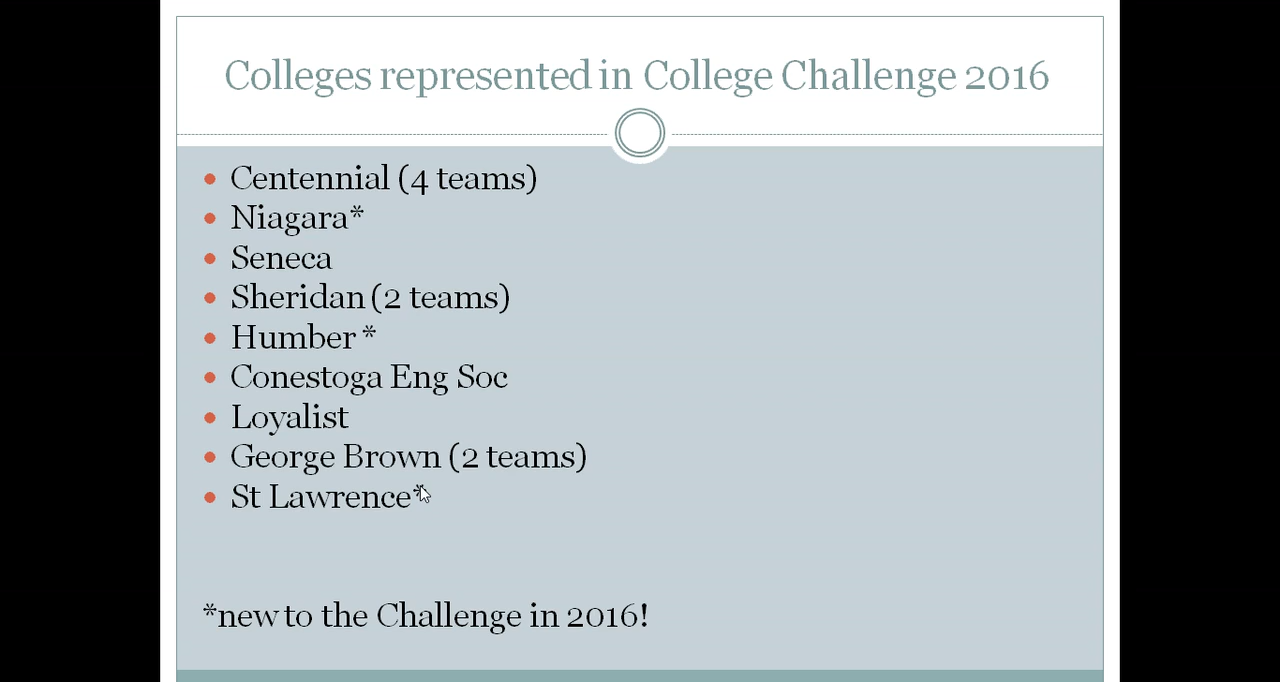 Colleges represented in College Challenge 2016
Centennial (4 teams)
Niagara*
Seneca
Sheridan (2 teams)
Humber *
Conestoga Eng Soc
Loyalist
George Brown (2 teams)
St Lawrence*
*new to the Challenge in 2016!